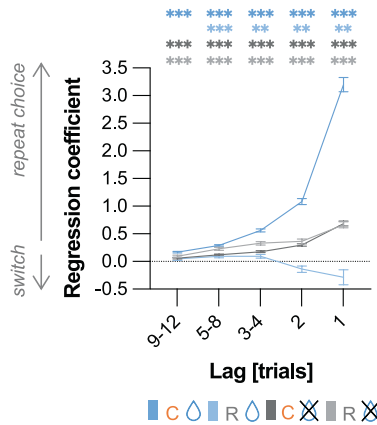 *** *** *** *** ***
*** ** ** **
*** *** *** *** ***
*** *** *** *** ***
repeat choice
switch
Regression coefficient
3.5
3.0
2.5
2.0
1.5
1.0
0.5
0.0
-0.5
9-12 5-8 3-4 2 1
Lag [trials]
C R C R